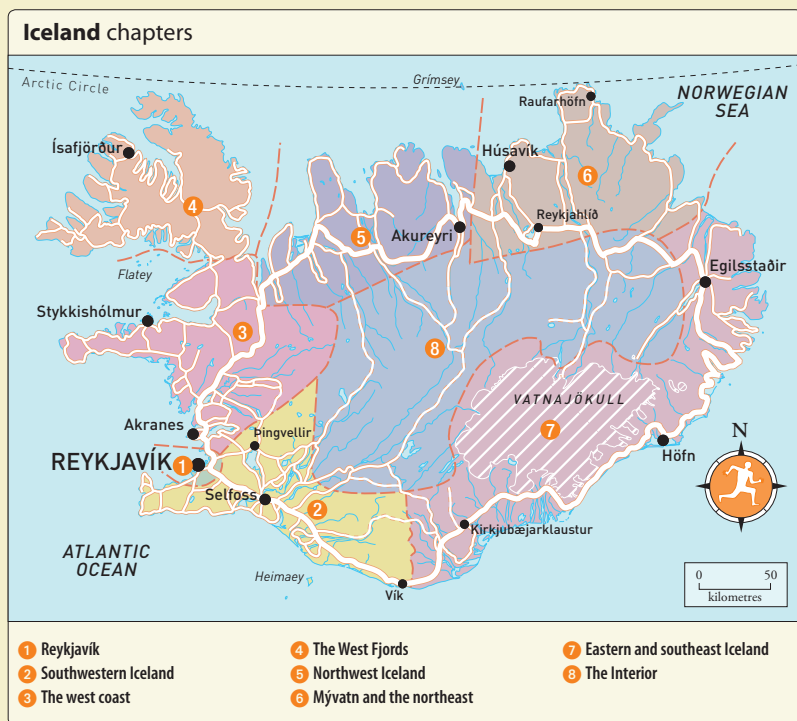 Iceland chapters
Arctic Circle
Grímsey
NORWEGIAN
SEA
Raufarhöfn
Ísafjörður
Húsavík
4
6
Reykjahlíð
5
Akureyri
Flatey
Egilsstaðir
Stykkishólmur
3
8
VATNAJÖKULL
7
Akranes
Þingvellir
N
Höfn
REYKJAVÍK
1
Selfoss
2
Kirkjubæjarklaustur
ATLANTIC
OCEAN
Heimaey
Vík
0 50
kilometres
1 Reykjavík
2 Southwestern Iceland
3 The west coast
4 The West Fjords
5 Northwest Iceland
6 Mývatn and the northeast
7 Eastern and southeast Iceland
8 The Interior